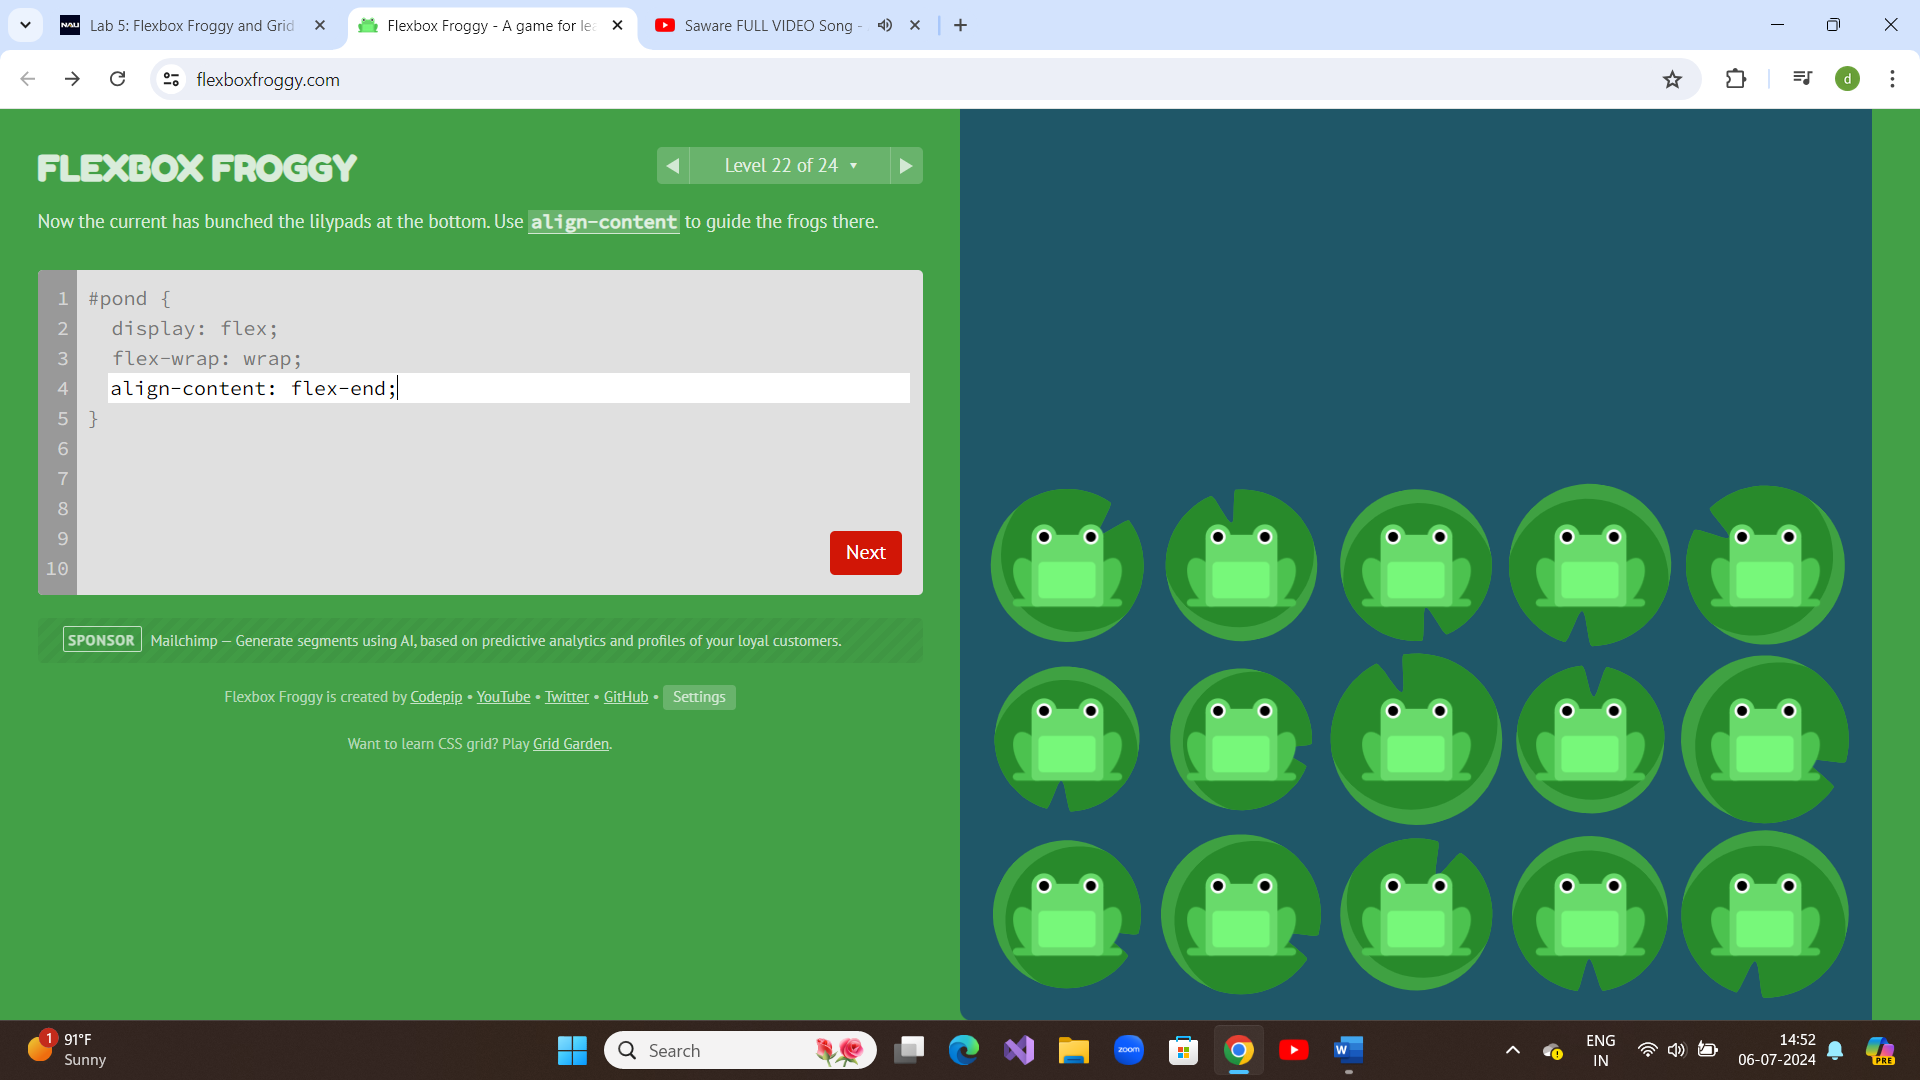 Lab 5: Flexbox Froggy and Grid
Flexbox Froggy - A game for lea
Saware FULL VIDEO Song -
flexboxfroggy.com
d
FLEXBOX FROGGY
Level 22 of 24
Now the current has bunched the lilypads at the bottom. Use align-content to guide the frogs there.
1 #pond {
2 display: flex;
3 flex-wrap: wrap;
4 align-content: flex-end;
5 }
6
7
8
9
10
Next
SPONSOR Mailchimp — Generate segments using AI, based on predictive analytics and profiles of your loyal customers.
Flexbox Froggy is created by Codepip • YouTube • Twitter • GitHub • Settings
Want to learn CSS grid? Play Grid Garden.
1
91°F
Sunny
Search
zoom
W
ENG
IN
14:52
06-07-2024
PRE